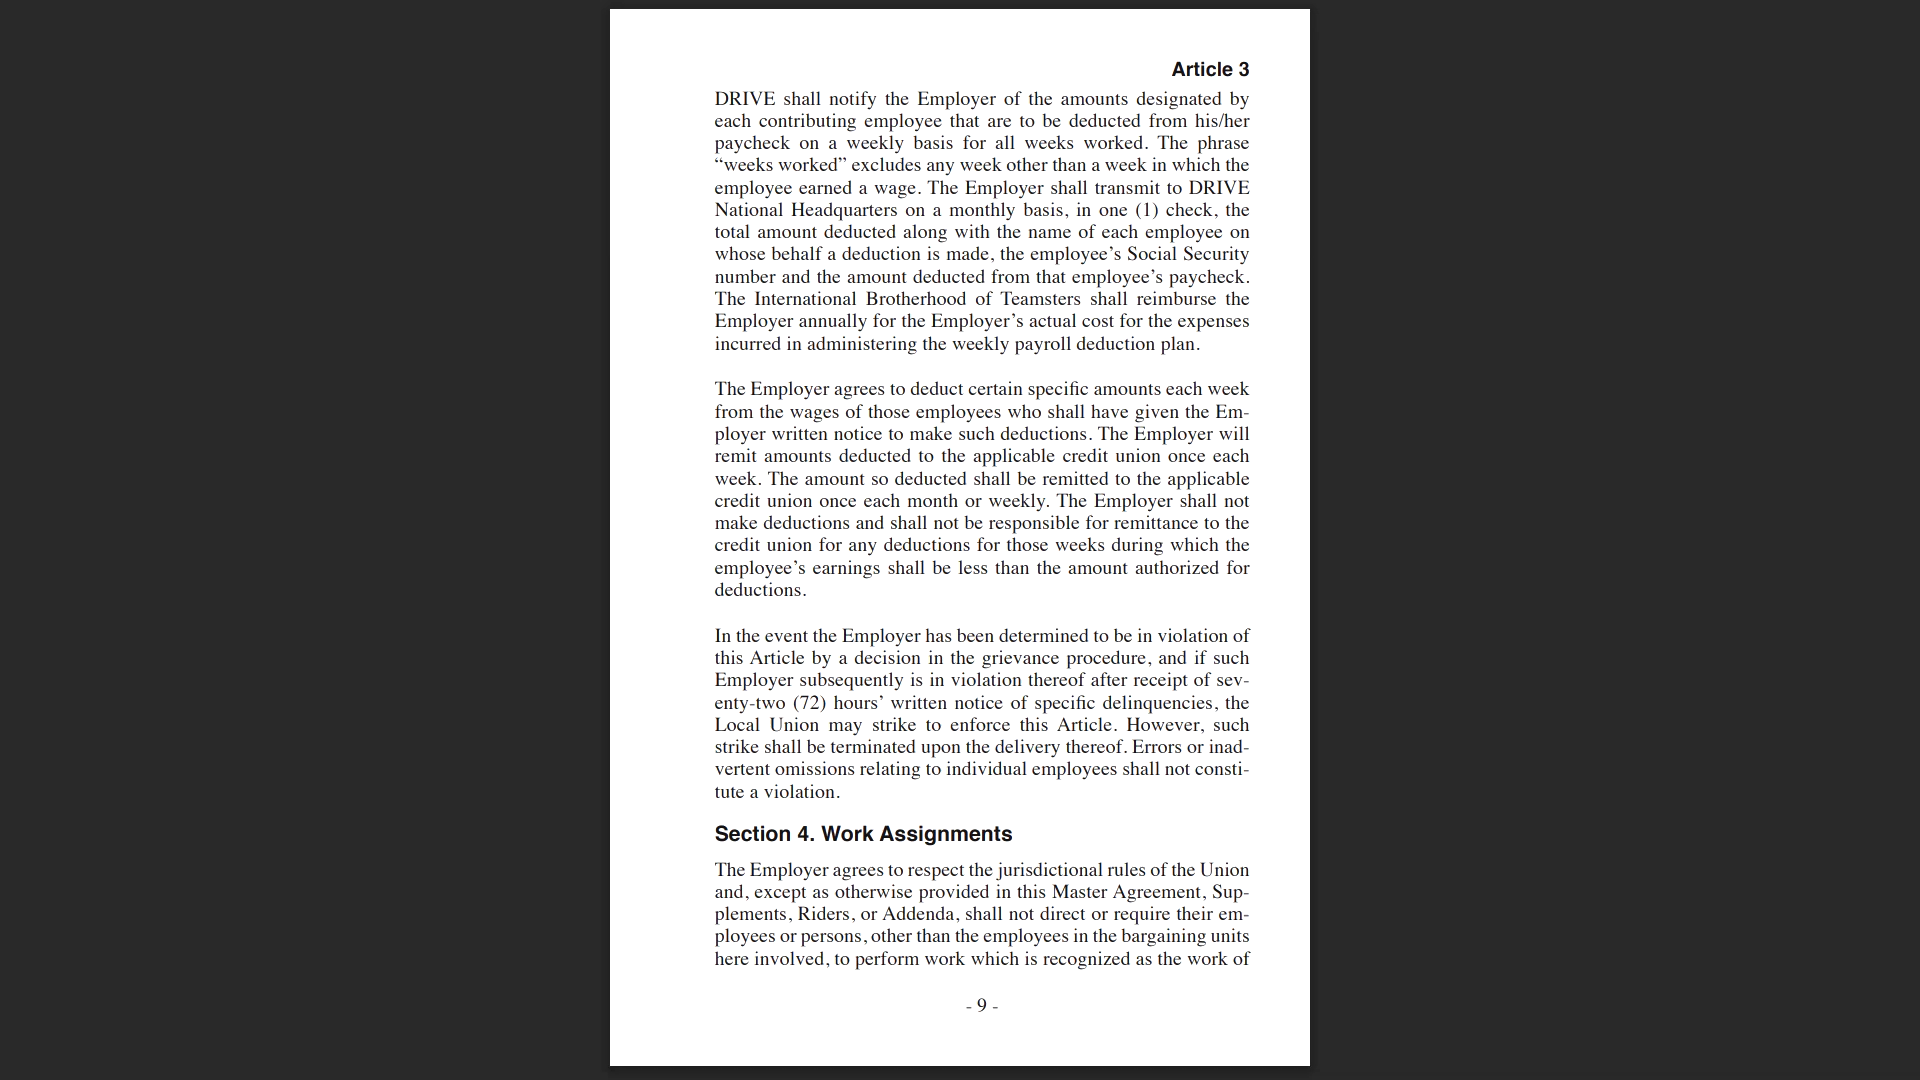 Article 3
DRIVE shall notify the Employer of the amounts designated by
each contributing employee that are to be deducted from his/her
paycheck on a weekly basis for all weeks worked. The phrase
“weeks worked” excludes any week other than a week in which the
employee earned a wage. The Employer shall transmit to DRIVE
National Headquarters on a monthly basis, in one (1) check, the
total amount deducted along with the name of each employee on
whose behalf a deduction is made, the employee’s Social Security
number and the amount deducted from that employee’s paycheck.
The International Brotherhood of Teamsters shall reimburse the
Employer annually for the Employer’s actual cost for the expenses
incurred in administering the weekly payroll deduction plan.
The Employer agrees to deduct certain specific amounts each week
from the wages of those employees who shall have given the Em-
ployer written notice to make such deductions. The Employer will
remit amounts deducted to the applicable credit union once each
week. The amount so deducted shall be remitted to the applicable
credit union once each month or weekly. The Employer shall not
make deductions and shall not be responsible for remittance to the
credit union for any deductions for those weeks during which the
employee’s earnings shall be less than the amount authorized for
deductions.
In the event the Employer has been determined to be in violation of
this Article by a decision in the grievance procedure, and if such
Employer subsequently is in violation thereof after receipt of sev-
enty-two (72) hours’ written notice of specific delinquencies, the
Local Union may strike to enforce this Article. However, such
strike shall be terminated upon the delivery thereof. Errors or inad-
vertent omissions relating to individual employees shall not consti-
tute a violation.
Section 4. Work Assignments
The Employer agrees to respect the jurisdictional rules of the Union
and, except as otherwise provided in this Master Agreement, Sup-
plements, Riders, or Addenda, shall not direct or require their em-
ployees or persons, other than the employees in the bargaining units
here involved, to perform work which is recognized as the work of
- 9 -